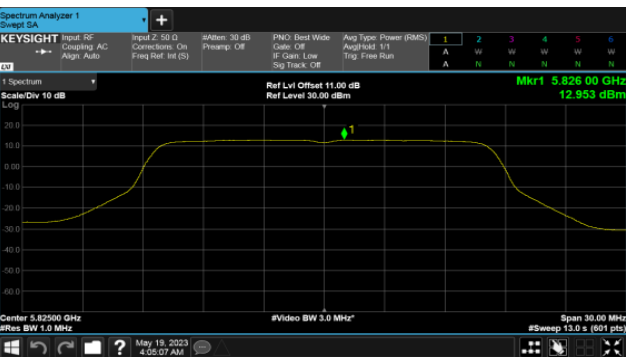 Spectrum Analyzer 1
Swept SA
+
KEYSIGHT
Input: RF
Coupling: AC
Align: Auto
Input Z: 50 Ω
Corrections: On
Freq Ref: Int (S)
#Atten: 30 dB
Preamp: Off
PNO: Best Wide
Gate: Off
IF Gain: Low
Sig Track: Off
Avg Type: Power (RMS)
Avg|Hold: 1/1
Trig: Free Run
1 2 3 4 5 6
A W W W W W
A N N N N N
LXI
1 Spectrum
Scale/Div 10 dB
Log
Ref Lvl Offset 11.00 dB
Ref Level 30.00 dBm
Mkr1 5.826 00 GHz
12.953 dBm
1
20.0
10.0
0.00
-10.0
-20.0
-30.0
-40.0
-50.0
-60.0
Center 5.82500 GHz
#Res BW 1.0 MHz
#Video BW 3.0 MHz*
Span 30.00 MHz
#Sweep 13.0 s (601 pts)
?
May 19, 2023
4:05:07 AM